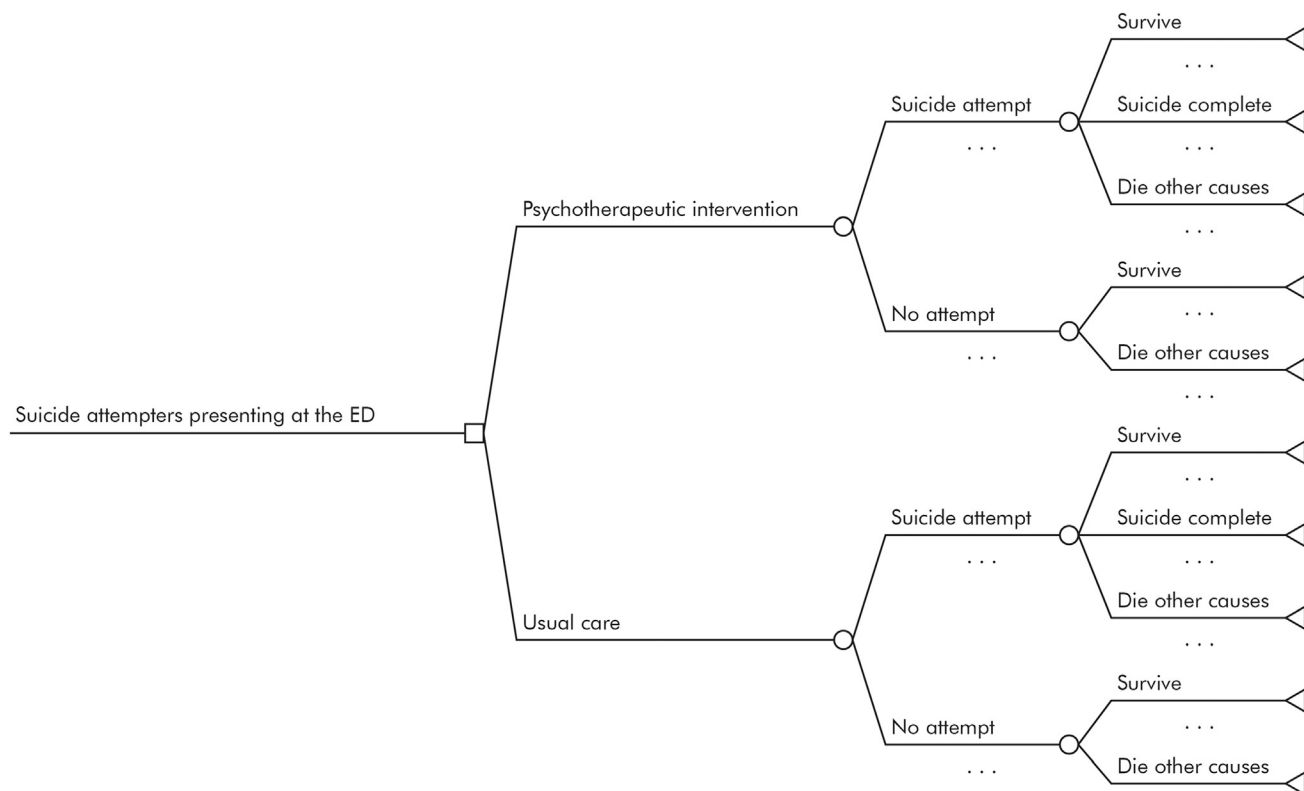 Survive
. . .
Suicide attempt
Suicide complete
. . .
. . .
Die other causes
Psychotherapeutic intervention
. . .
Survive
No attempt
. . .
. . .
Die other causes
. . .
Suicide attempters presenting at the ED
Survive
. . .
Suicide attempt
Suicide complete
. . .
. . .
Die other causes
Usual care
. . .
Survive
No attempt
. . .
. . .
Die other causes